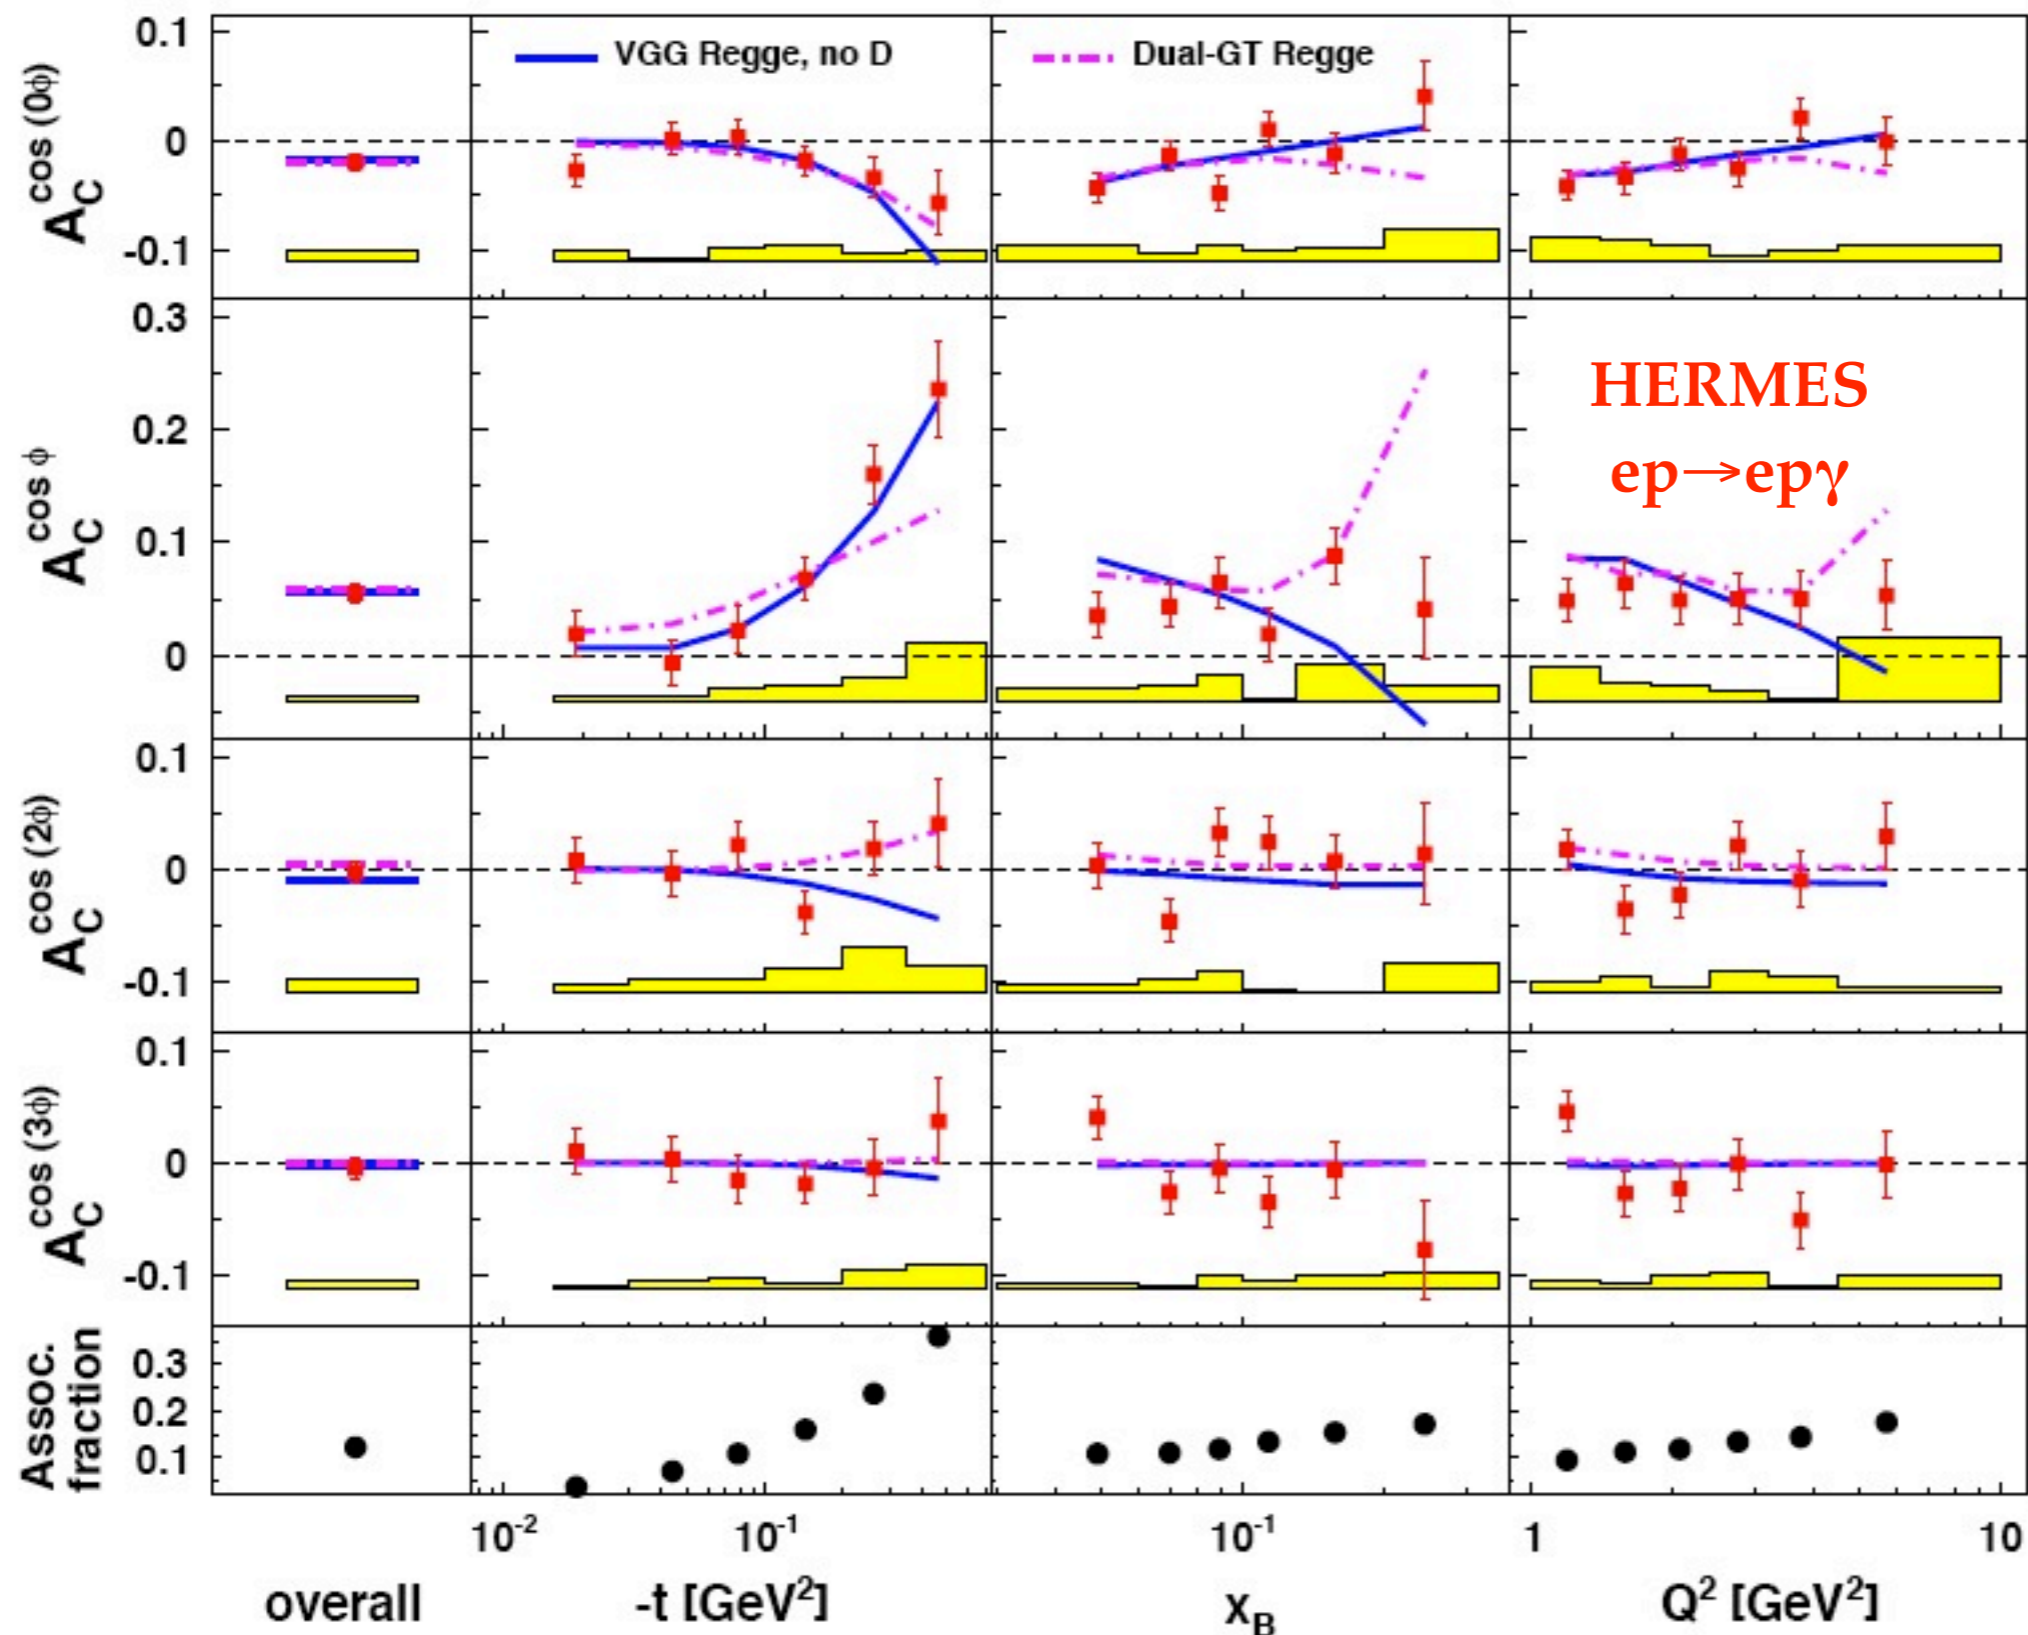 VGG Regge, no D
Dual-GT Regge
A_C^cos (0ϕ)
0.1
0
-0.1
HERMES
ep→epγ
A_C^cos ϕ
0.3
0.2
0.1
0
A_C^cos (2ϕ)
0.1
0
-0.1
A_C^cos (3ϕ)
0.1
0
-0.1
Assoc.
fraction
0.3
0.2
0.1
10^-2 10^-1 10^-1 1 10
overall -t [GeV^2] x_B Q^2 [GeV^2]